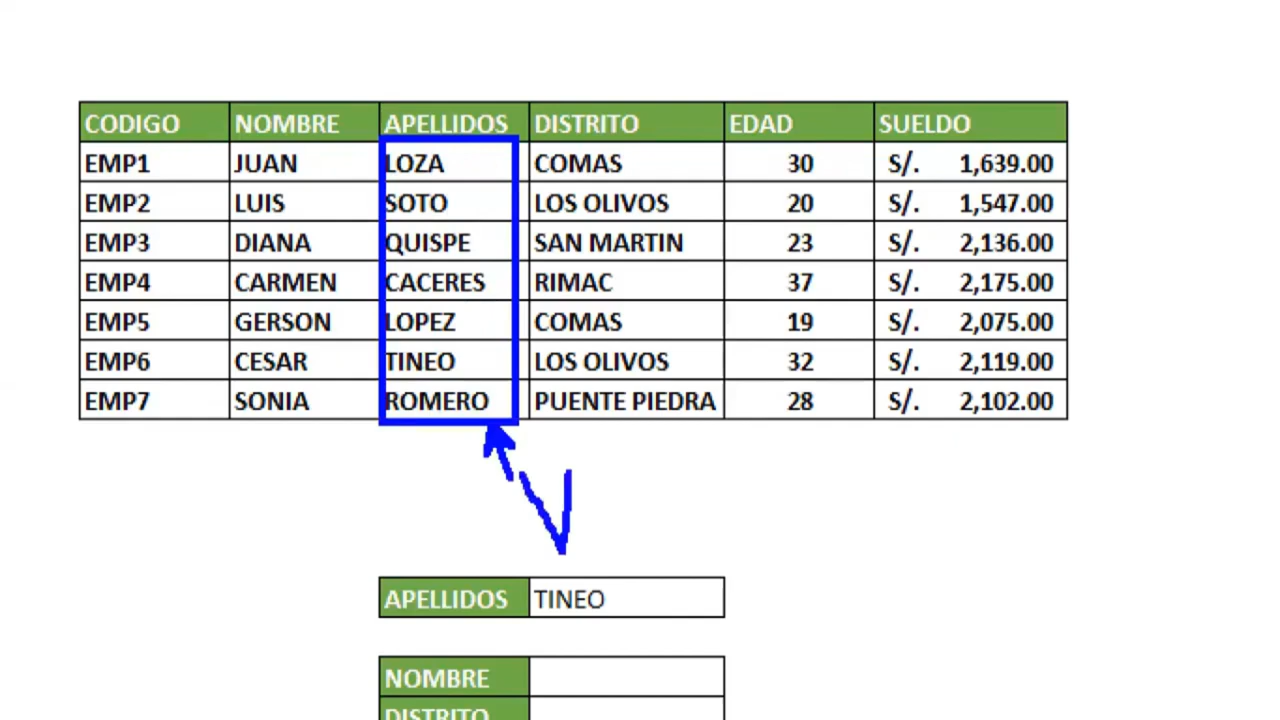 CODIGO NOMBRE APELLIDOS DISTRITO EDAD SUELDO
EMP1 JUAN LOZA COMAS 30 S/. 1,639.00
EMP2 LUIS SOTO LOS OLIVOS 20 S/. 1,547.00
EMP3 DIANA QUISPE SAN MARTIN 23 S/. 2,136.00
EMP4 CARMEN CACERES RIMAC 37 S/. 2,175.00
EMP5 GERSON LOPEZ COMAS 19 S/. 2,075.00
EMP6 CESAR TINEO LOS OLIVOS 32 S/. 2,119.00
EMP7 SONIA ROMERO PUENTE PIEDRA 28 S/. 2,102.00
APELLIDOS TINEO
NOMBRE
DISTRITO